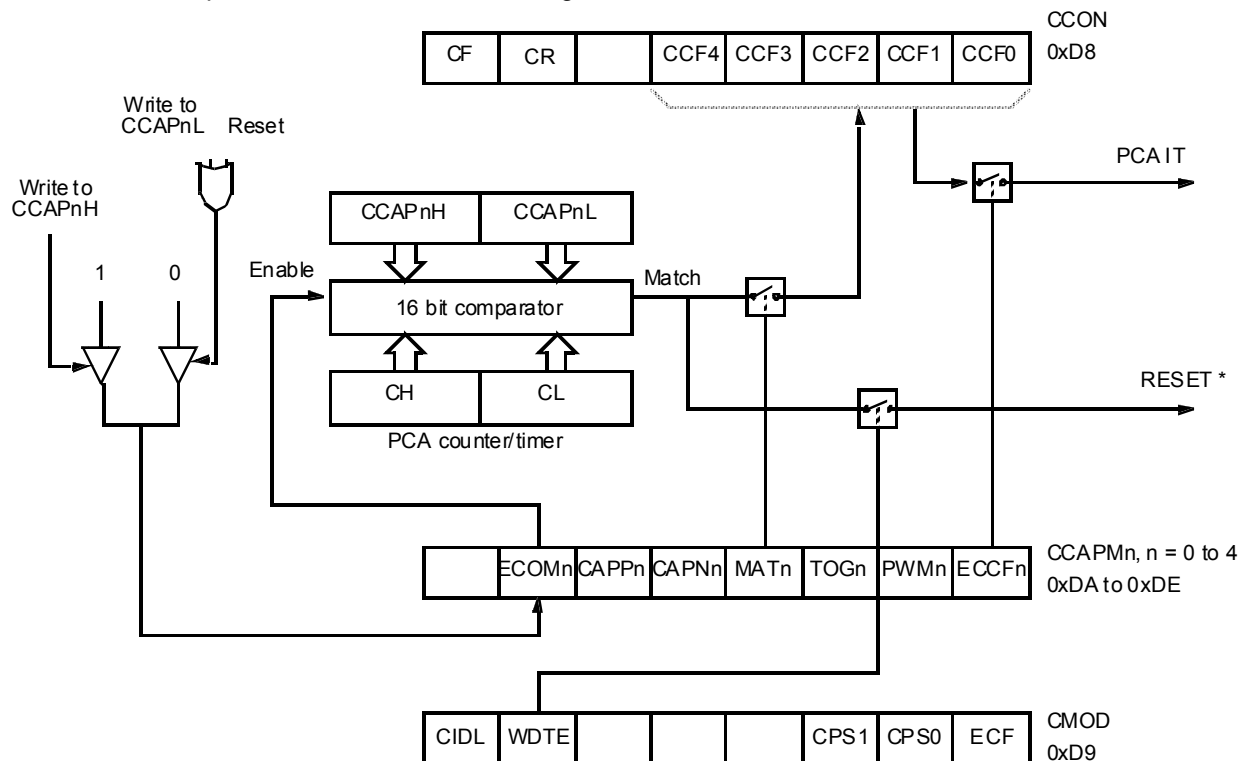 CCON
CF CR CCF4 CCF3 CCF2 CCF1 CCF0
0xD8
Write to
CCAPnL Reset
PCA IT
Write to
CCAPnH
CCAPnH CCAPnL
1 0 Enable
Match
16 bit comparator
CH CL
RESET *
PCA counter/timer
ECOMn CAPPn CAPNn MATn TOGn PWMn ECCFn
CCAPMn, n = 0 to 4
0xDA to 0xDE
CIDL WDTE CPS1 CPS0 ECF
CMOD
0xD9